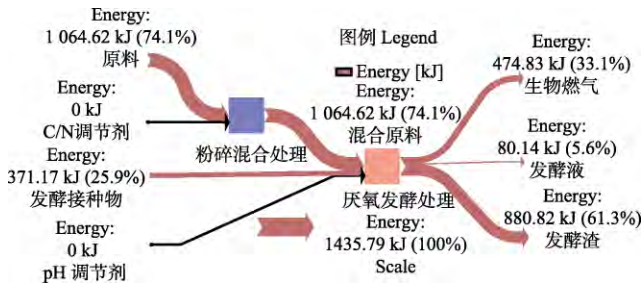 Energy:
1 064.62 kJ (74.1%)
原料
Energy:
0 kJ
C/N调节剂
Energy:
371.17 kJ (25.9%)
发酵接种物
Energy:
0 kJ
pH 调节剂
粉碎混合处理
图例 Legend
Energy [kJ]
Energy:
1 064.62 kJ (74.1%)
混合原料
厌氧发酵处理
Energy:
1435.79 kJ (100%)
Scale
Energy:
474.83 kJ (33.1%)
生物燃气
Energy:
80.14 kJ (5.6%)
发酵液
Energy:
880.82 kJ (61.3%)
发酵渣